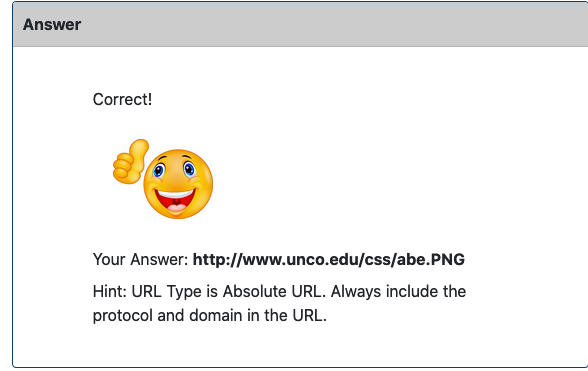 Answer
Correct!
Your Answer: http://www.unco.edu/css/abe.PNG
Hint: URL Type is Absolute URL. Always include the
protocol and domain in the URL.